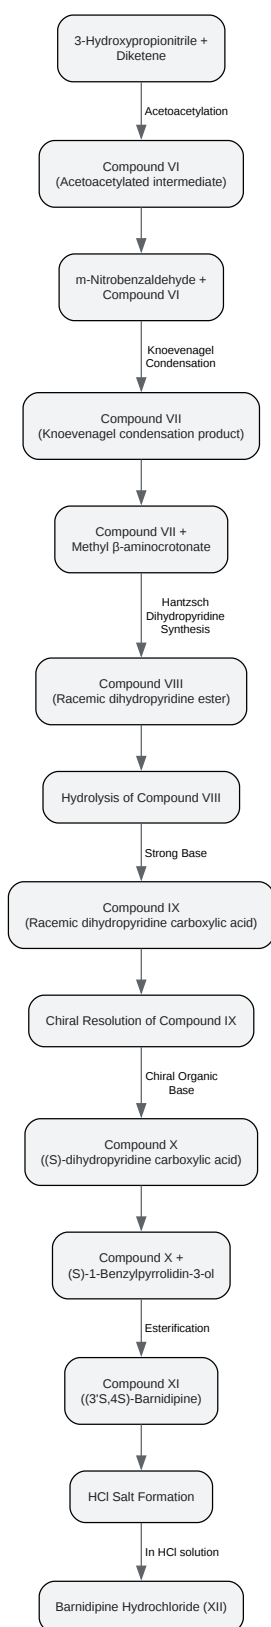 3-Hydroxypropionitrile +
Diketene
Acetoacetylation
Compound VI
(Acetoacetylated intermediate)
m-Nitrobenzaldehyde +
Compound VI
Knoevenagel
Condensation
Compound VII
(Knoevenagel condensation product)
Compound VII +
Methyl β-aminocrotonate
Hantzsch
Dihydropyridine
Synthesis
Compound VIII
(Racemic dihydropyridine ester)
Hydrolysis of Compound VIII
Strong Base
Compound IX
(Racemic dihydropyridine carboxylic acid)
Chiral Resolution of Compound IX
Chiral Organic
Base
Compound X
((S)-dihydropyridine carboxylic acid)
Compound X +
(S)-1-Benzylpyrrolidin-3-ol
Esterification
Compound XI
((3'S,4S)-Barnidipine)
HCl Salt Formation
In HCl solution
Barnidipine Hydrochloride (XII)